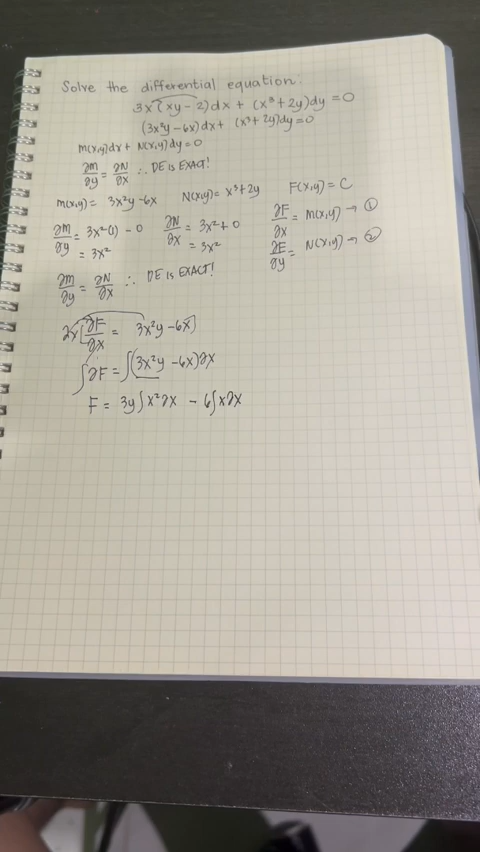 Solve the differential equation:
3x(xy-2)dx + (x³+2y)dy = 0
(3x²y-6x)dx + (x³+2y)dy = 0
M(x,y)dx + N(x,y)dy = 0
∂M/∂y = ∂N/∂x ∴ DE IS EXACT!
M(x,y) = 3x²y-6x N(x,y) = x³+2y F(x,y) = C
∂M/∂y = 3x²(1) - 0 ∂N/∂x = 3x²+0 ∂F/∂x = M(x,y) → ①
= 3x² = 3x² ∂F/∂y = N(x,y) → ②
∂M/∂y = ∂N/∂x ∴ DE IS EXACT!
∂x[∂F/∂x = 3x²y-6x]
∫∂F = ∫(3x²y-6x)∂x
F = 3y∫x²∂x - 6∫x∂x